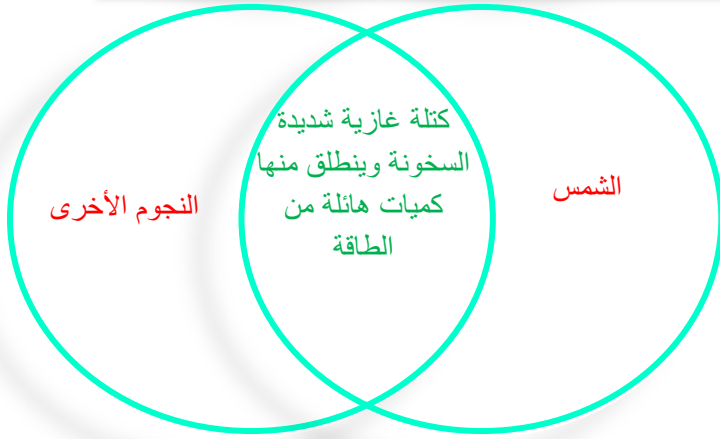 الشمس
كتلة غازية شديدة
السخونة وينطلق منها
كميات هائلة من
الطاقة
النجوم الأخرى